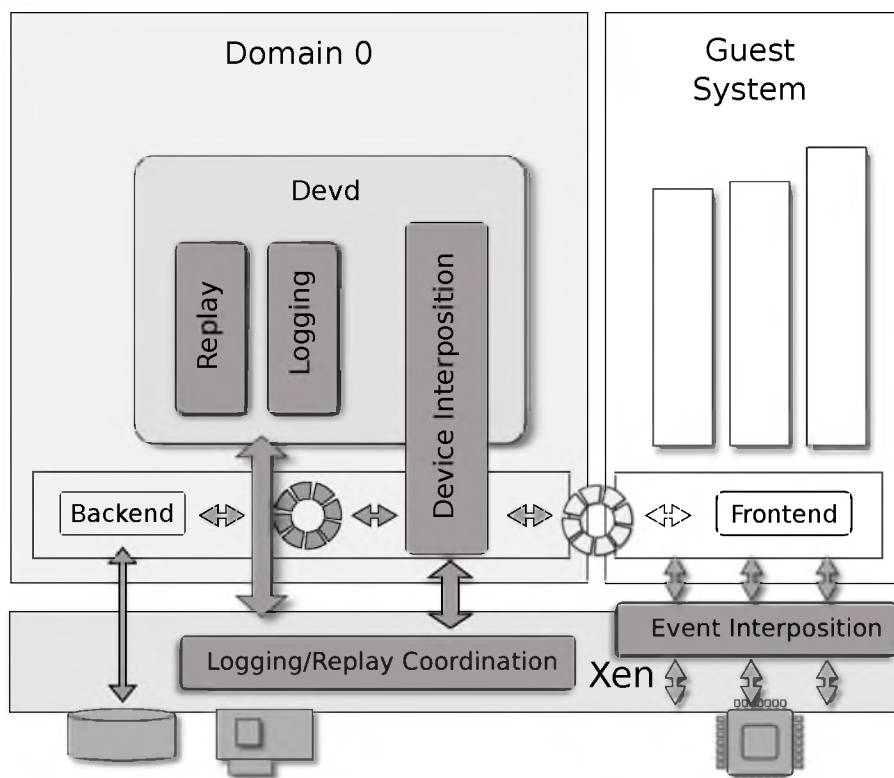 Domain 0
Guest
System
Devd
Replay
Logging
Device Interposition
Backend
Frontend
Event Interposition
Logging/Replay Coordination
Xen